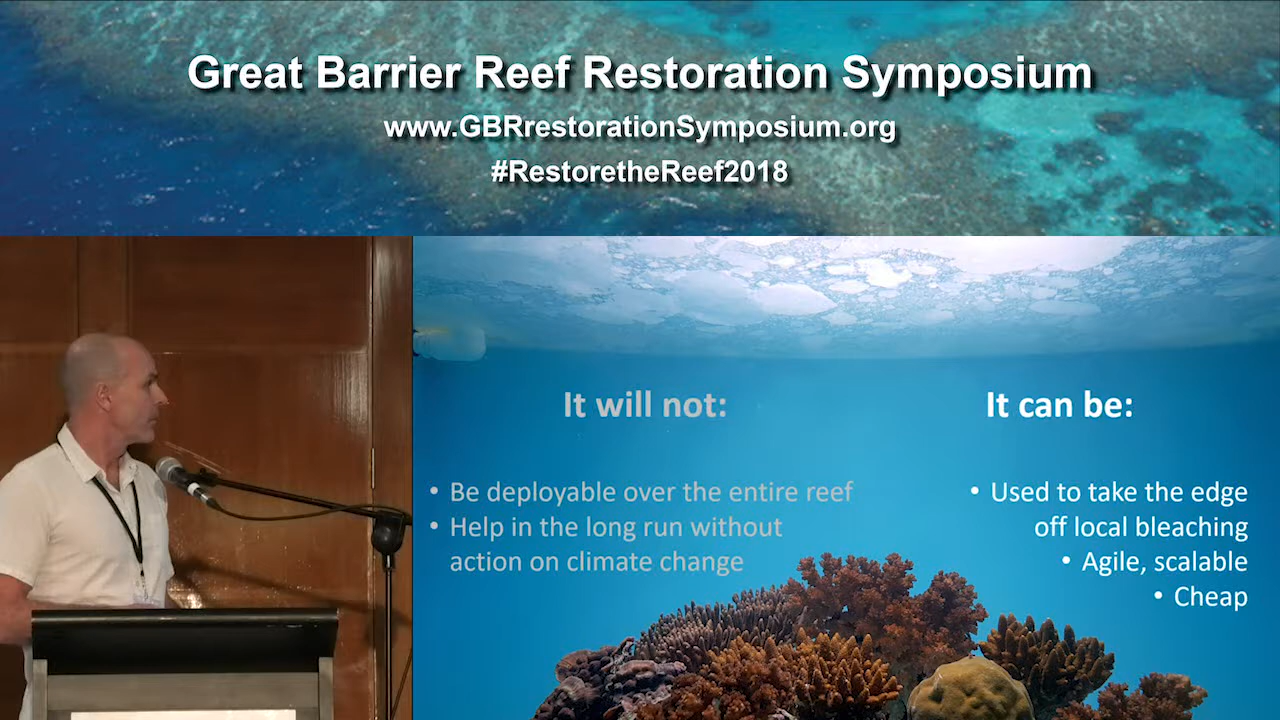 Great Barrier Reef Restoration Symposium
www.GBRrestorationSymposium.org
#RestoretheReef2018
It will not:
• Be deployable over the entire reef
• Help in the long run without
action on climate change
It can be:
• Used to take the edge
off local bleaching
• Agile, scalable
• Cheap